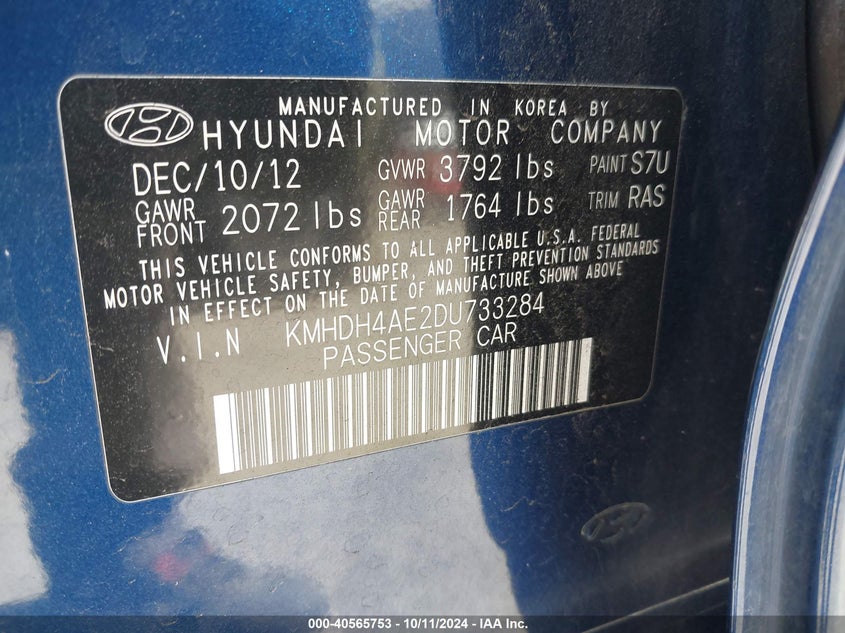 MANUFACTURED IN KOREA BY
HYUNDAI MOTOR COMPANY
DEC/10/12 GVWR 3792 lbs PAINT S7U
GAWR FRONT 2072 lbs GAWR REAR 1764 lbs TRIM RAS
THIS VEHICLE CONFORMS TO ALL APPLICABLE U.S.A. FEDERAL
MOTOR VEHICLE SAFETY, BUMPER, AND THEFT PREVENTION STANDARDS
IN EFFECT ON THE DATE OF MANUFACTURE SHOWN ABOVE
V.I.N KMHDH4AE2DU733284
PASSENGER CAR
000-40565753 - 10/11/2024 - IAA Inc.